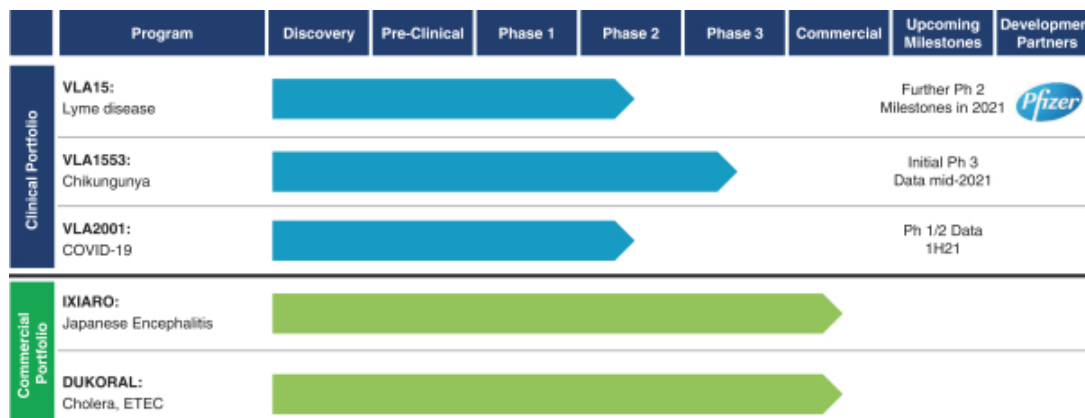 Program
Discovery
Pre-Clinical
Phase 1
Phase 2
Phase 3
Commercial
Upcoming
Milestones
Development
Partners
Clinical Portfolio
VLA15:
Lyme disease
Further Ph 2
Milestones in 2021
Pfizer
VLA1553:
Chikungunya
Initial Ph 3
Data mid-2021
VLA2001:
COVID-19
Ph 1/2 Data
1H21
Commercial
Portfolio
IXIARO:
Japanese Encephalitis
DUKORAL:
Cholera, ETEC